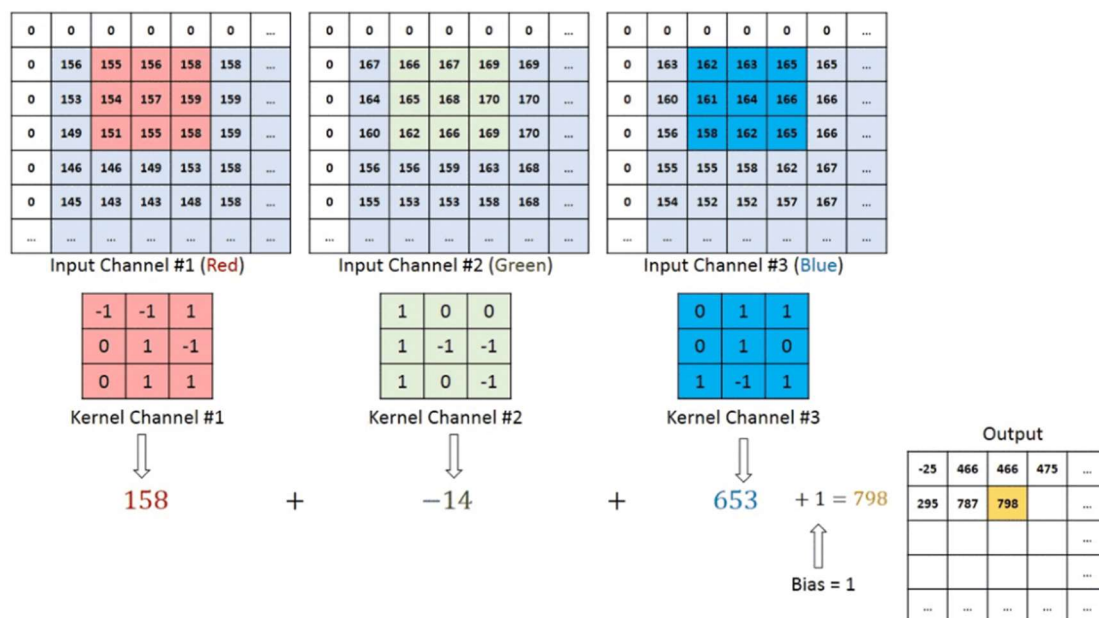 0 0 0 0 0 0 ...
0 156 155 156 158 158 ...
0 153 154 157 159 159 ...
0 149 151 155 158 159 ...
0 146 146 149 153 158 ...
0 145 143 143 148 158 ...
... ... ... ... ... ... ...
Input Channel #1 (Red)
0 0 0 0 0 0 ...
0 167 166 167 169 169 ...
0 164 165 168 170 170 ...
0 160 162 166 169 170 ...
0 156 156 159 163 168 ...
0 155 153 153 158 168 ...
... ... ... ... ... ... ...
Input Channel #2 (Green)
0 0 0 0 0 0 ...
0 163 162 163 165 165 ...
0 160 161 164 166 166 ...
0 156 158 162 165 166 ...
0 155 155 158 162 167 ...
0 154 152 152 157 167 ...
... ... ... ... ... ... ...
Input Channel #3 (Blue)
-1 -1 1
0 1 -1
0 1 1
Kernel Channel #1
1 0 0
1 -1 -1
1 0 -1
Kernel Channel #2
0 1 1
0 1 0
1 -1 1
Kernel Channel #3
158 + −14 + 653 + 1 = 798
Bias = 1
Output
-25 466 466 475 ...
295 787 798 ...
...
...
... ... ... ... ...